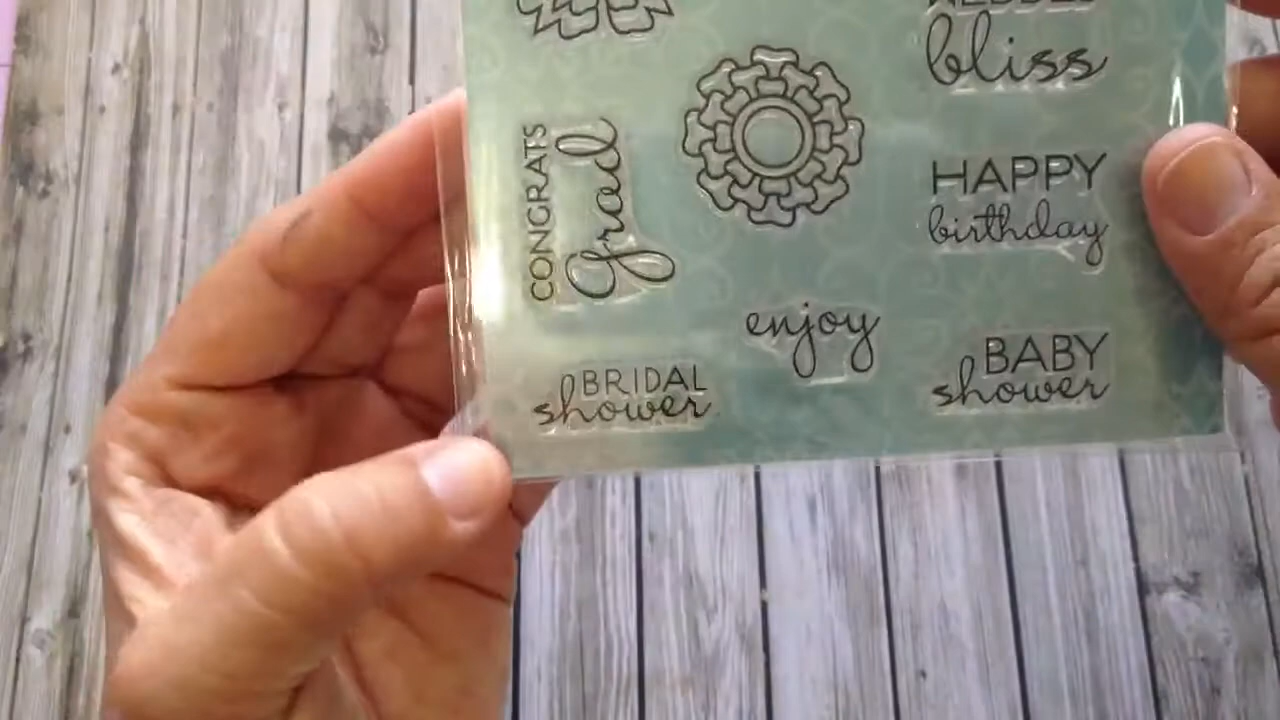 bliss
CONGRATS
grad
HAPPY
birthday
enjoy
BRIDAL
shower
BABY
shower